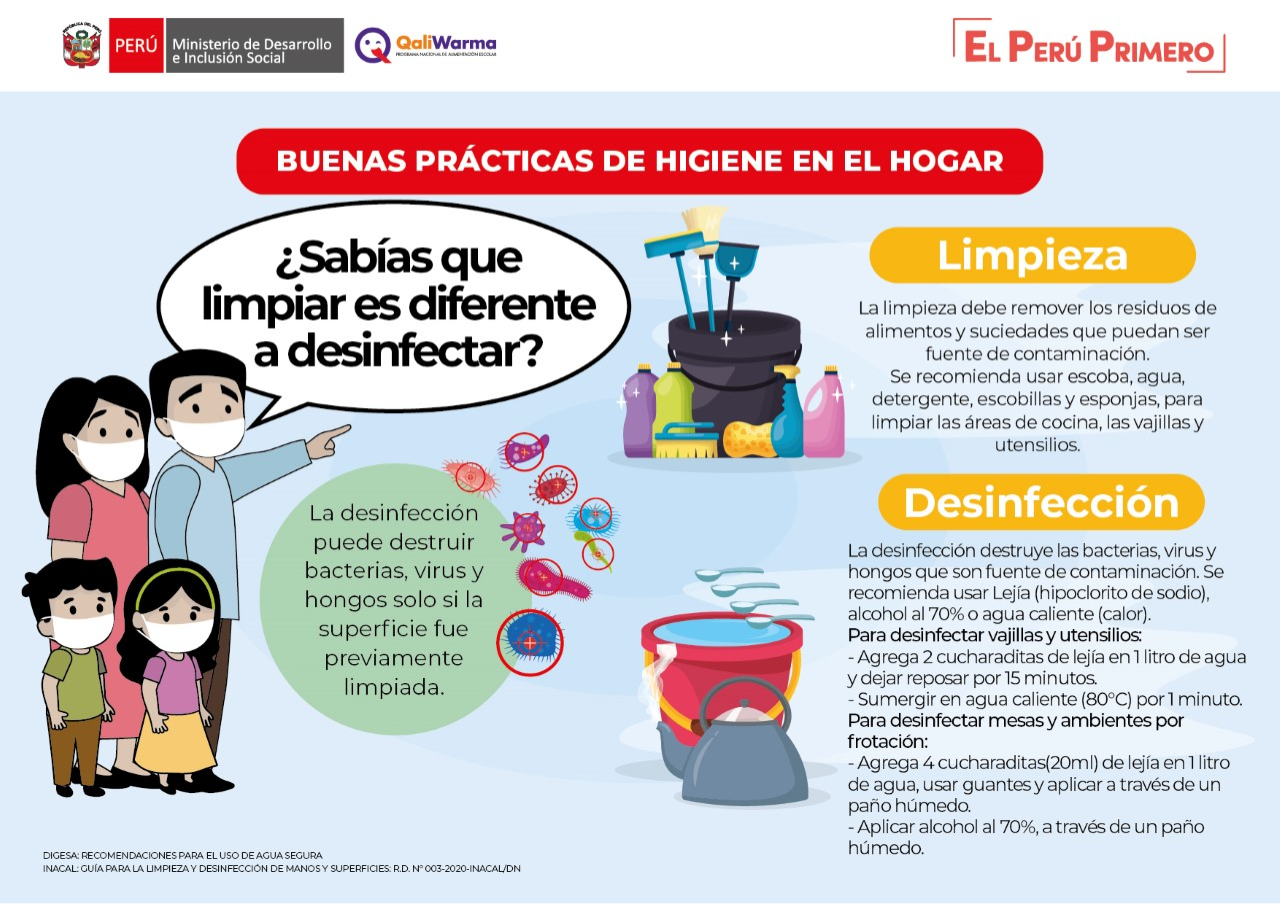 PERÚ
Ministerio de Desarrollo
e Inclusión Social
QaliWarma
PROGRAMA NACIONAL DE ALIMENTACIÓN ESCOLAR
EL PERÚ PRIMERO
BUENAS PRÁCTICAS DE HIGIENE EN EL HOGAR
¿Sabías que
limpiar es diferente
a desinfectar?
La desinfección
puede destruir
bacterias, virus y
hongos solo si la
superficie fue
previamente
limpiada.
Limpieza
La limpieza debe remover los residuos de
alimentos y suciedades que puedan ser
fuente de contaminación.
Se recomienda usar escoba, agua,
detergente, escobillas y esponjas, para
limpiar las áreas de cocina, las vajillas y
utensilios.
Desinfección
La desinfección destruye las bacterias, virus y
hongos que son fuente de contaminación. Se
recomienda usar Lejía (hipoclorito de sodio),
alcohol al 70% o agua caliente (calor).
Para desinfectar vajillas y utensilios:
- Agrega 2 cucharaditas de lejía en 1 litro de agua
y dejar reposar por 15 minutos.
- Sumergir en agua caliente (80°C) por 1 minuto.
Para desinfectar mesas y ambientes por
frotación:
- Agrega 4 cucharaditas(20ml) de lejía en 1 litro
de agua, usar guantes y aplicar a través de un
paño húmedo.
- Aplicar alcohol al 70%, a través de un paño
húmedo.
DIGESA: RECOMENDACIONES PARA EL USO DE AGUA SEGURA
INACAL: GUÍA PARA LA LIMPIEZA Y DESINFECCIÓN DE MANOS Y SUPERFICIES: R.D. N° 003-2020-INACAL/DN